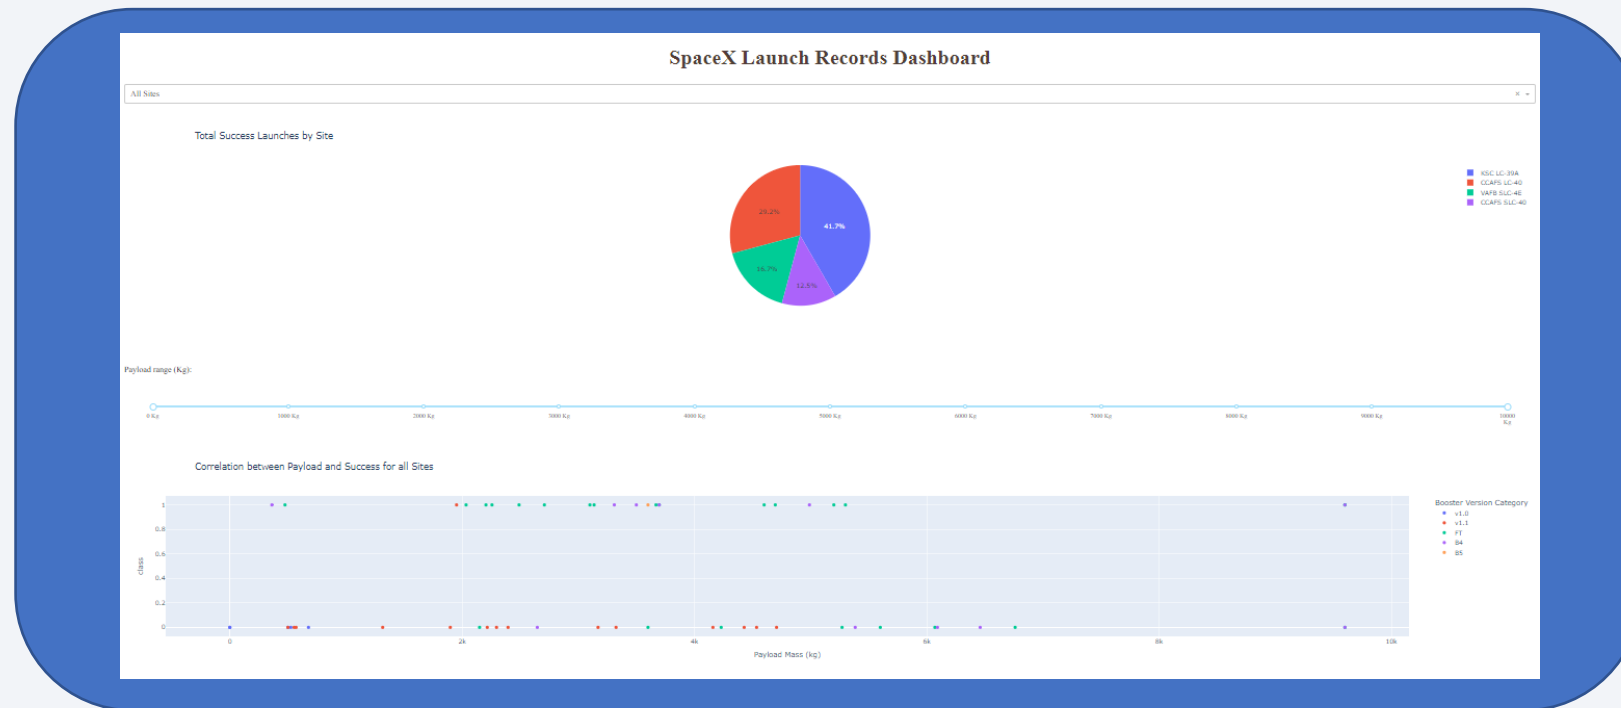 SpaceX Launch Records Dashboard
All Sites
× 
Total Success Launches by Site
KSC LC-39A
CCAFS LC-40
VAFB SLC-4E
CCAFS SLC-40
29.2%
41.7%
16.7%
12.5%
Payload range (Kg):
0 Kg 1000 Kg 2000 Kg 3000 Kg 4000 Kg 5000 Kg 6000 Kg 7000 Kg 8000 Kg 9000 Kg 10000
Kg
Correlation between Payload and Success for all Sites
Booster Version Category
v1.0
v1.1
FT
B4
B5
class
1
0.8
0.6
0.4
0.2
0
0 2k 4k 6k 8k 10k
Payload Mass (kg)